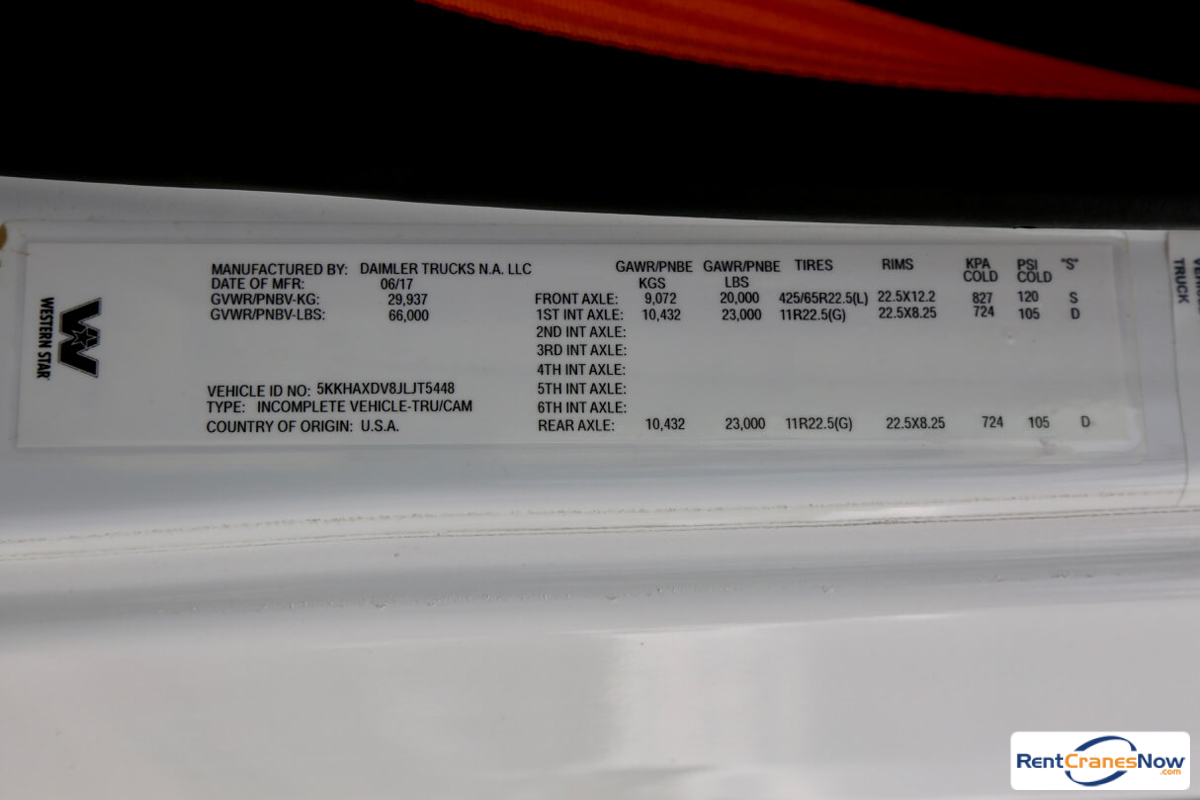 WESTERN STAR
MANUFACTURED BY: DAIMLER TRUCKS N.A. LLC
DATE OF MFR: 06/17
GVWR/PNBV-KG: 29,937
GVWR/PNBV-LBS: 66,000
VEHICLE ID NO: 5KKHAXDV8JLJT5448
TYPE: INCOMPLETE VEHICLE-TRU/CAM
COUNTRY OF ORIGIN: U.S.A.
GAWR/PNBE KGS GAWR/PNBE LBS TIRES RIMS KPA COLD PSI COLD "S"
FRONT AXLE: 9,072 20,000 425/65R22.5(L) 22.5X12.2 827 120 S
1ST INT AXLE: 10,432 23,000 11R22.5(G) 22.5X8.25 724 105 D
2ND INT AXLE:
3RD INT AXLE:
4TH INT AXLE:
5TH INT AXLE:
6TH INT AXLE:
REAR AXLE: 10,432 23,000 11R22.5(G) 22.5X8.25 724 105 D
TRUCK
RentCranesNow.com